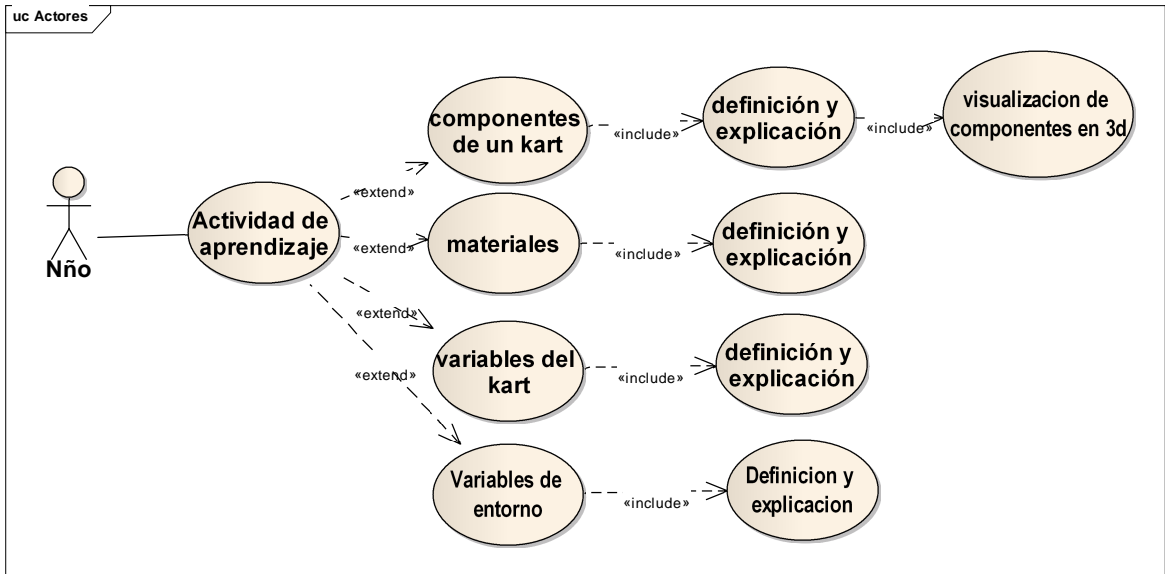 uc Actores
componentes
de un kart
«include»
definición y
explicación
«include»
visualizacion de
componentes en 3d
«extend»
Nño
Actividad de
aprendizaje
«extend»
materiales
«include»
definición y
explicación
«extend»
variables del
kart
«include»
definición y
explicación
«extend»
Variables de
entorno
«include»
Definicion y
explicacion